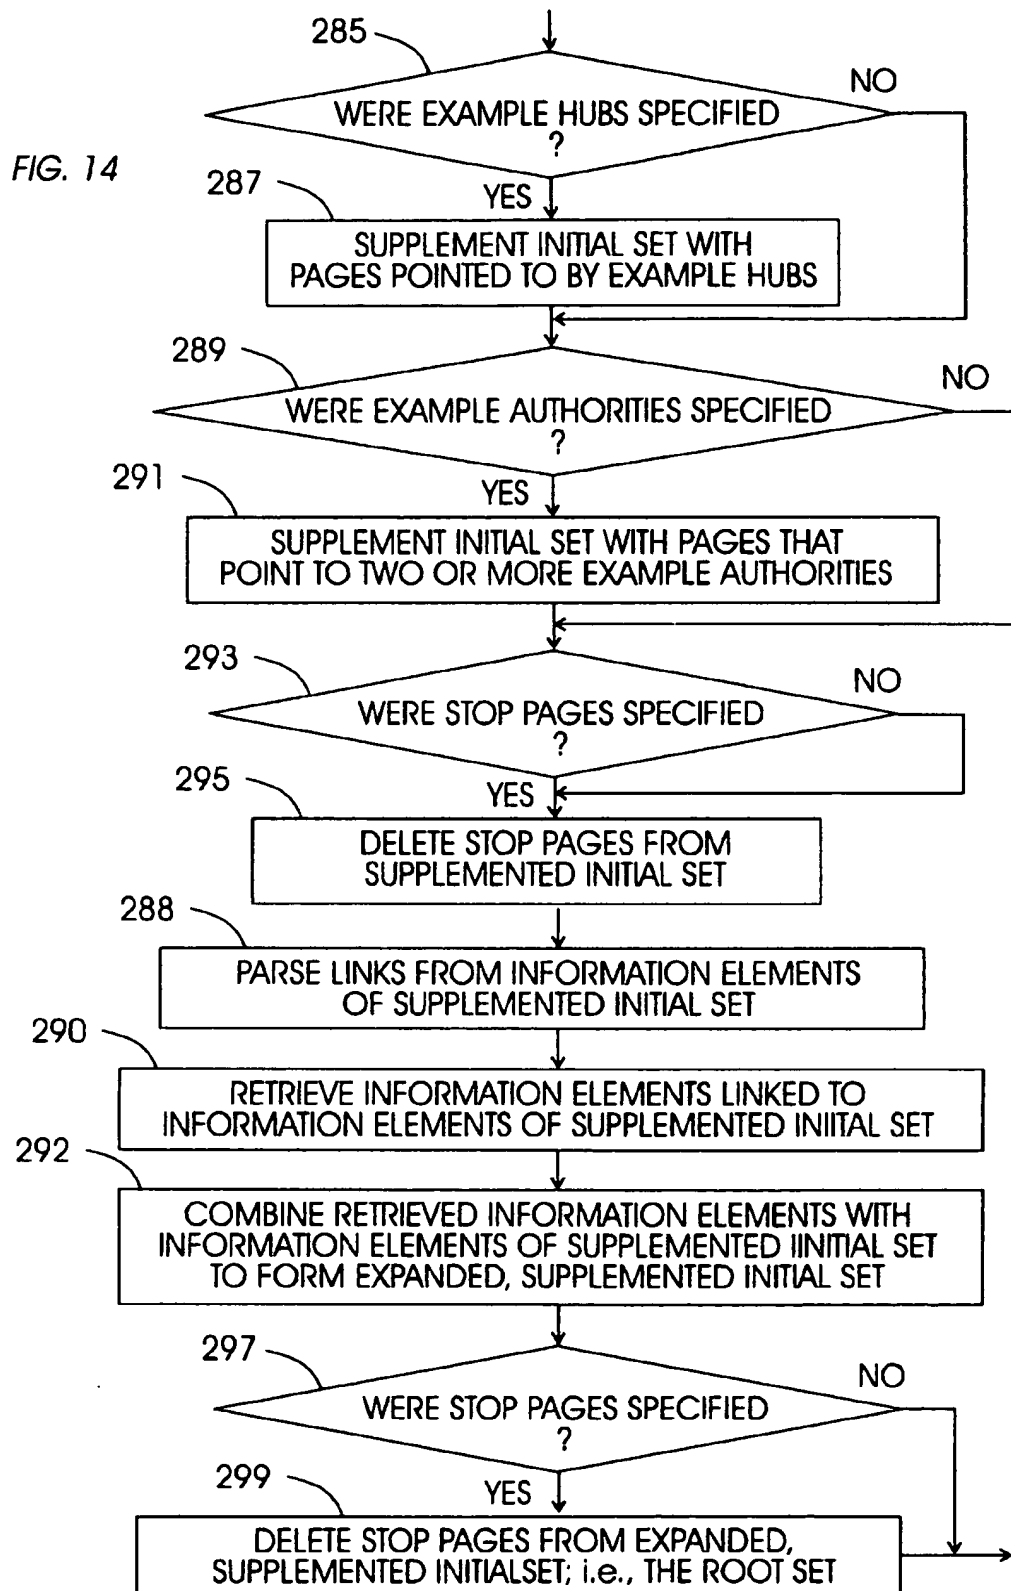 285
NO
WERE EXAMPLE HUBS SPECIFIED
?
FIG. 14
287
YES
SUPPLEMENT INITIAL SET WITH
PAGES POINTED TO BY EXAMPLE HUBS
289
NO
WERE EXAMPLE AUTHORITIES SPECIFIED
?
291
YES
SUPPLEMENT INITIAL SET WITH PAGES THAT
POINT TO TWO OR MORE EXAMPLE AUTHORITIES
293
NO
WERE STOP PAGES SPECIFIED
?
295
YES
DELETE STOP PAGES FROM
SUPPLEMENTED INITIAL SET
288
PARSE LINKS FROM INFORMATION ELEMENTS
OF SUPPLEMENTED INITIAL SET
290
RETRIEVE INFORMATION ELEMENTS LINKED TO
INFORMATION ELEMENTS OF SUPPLEMENTED INIITAL SET
292
COMBINE RETRIEVED INFORMATION ELEMENTS WITH
INFORMATION ELEMENTS OF SUPPLEMENTED IINITIAL SET
TO FORM EXPANDED, SUPPLEMENTED INITIAL SET
297
NO
WERE STOP PAGES SPECIFIED
?
299
YES
DELETE STOP PAGES FROM EXPANDED,
SUPPLEMENTED INITIALSET; i.e., THE ROOT SET